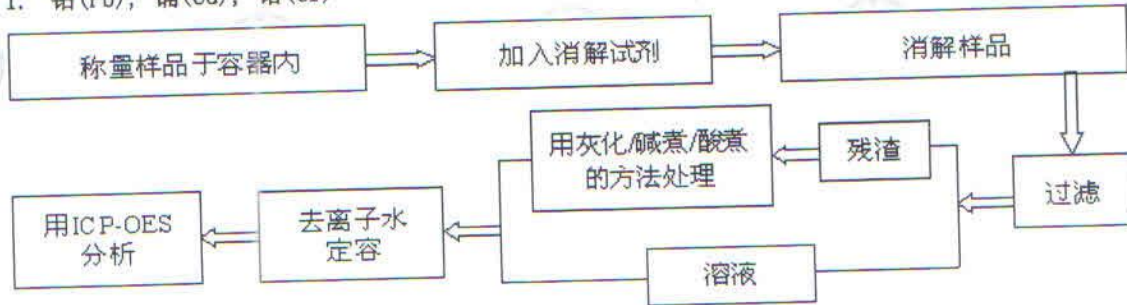 称量样品于容器内
加入消解试剂
消解样品
过滤
残渣
用灰化/碱煮/酸煮
的方法处理
溶液
去离子水
定容
用ICP-OES
分析